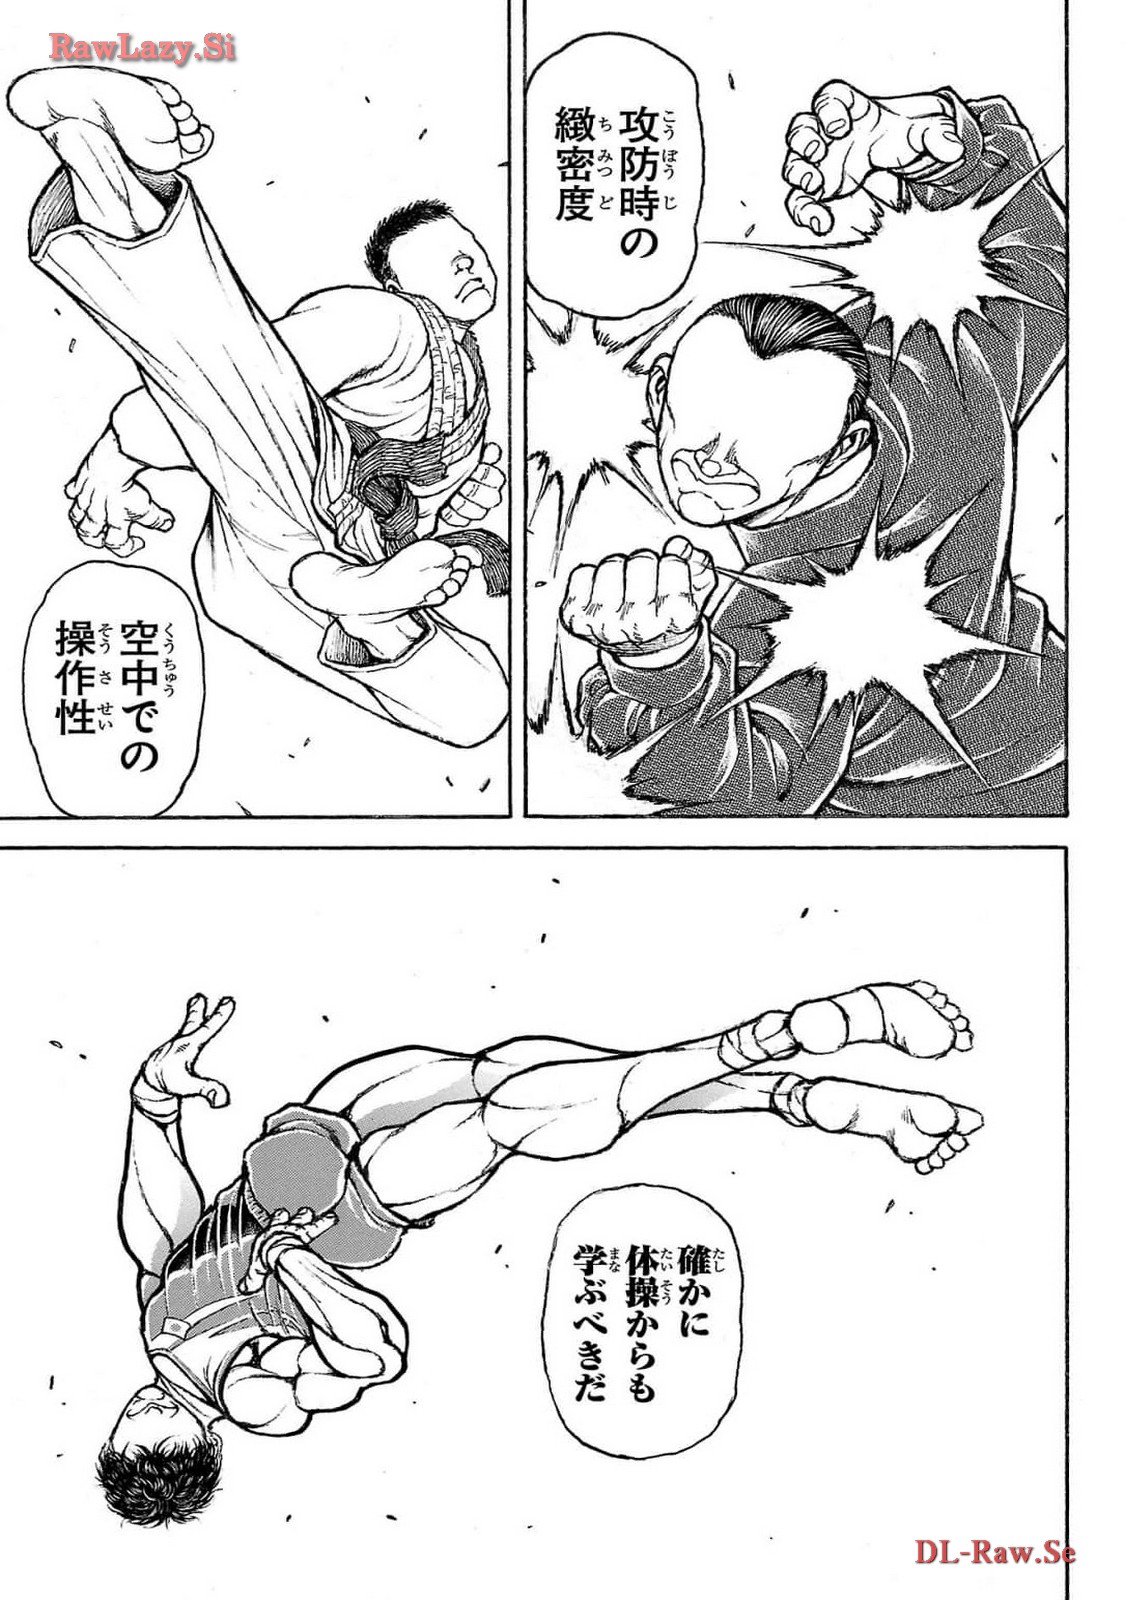 RawLazy.Si
攻防時の
緻密度
空中での
操作性
確かに
体操からも
学ぶべきだ
DL-Raw.Se